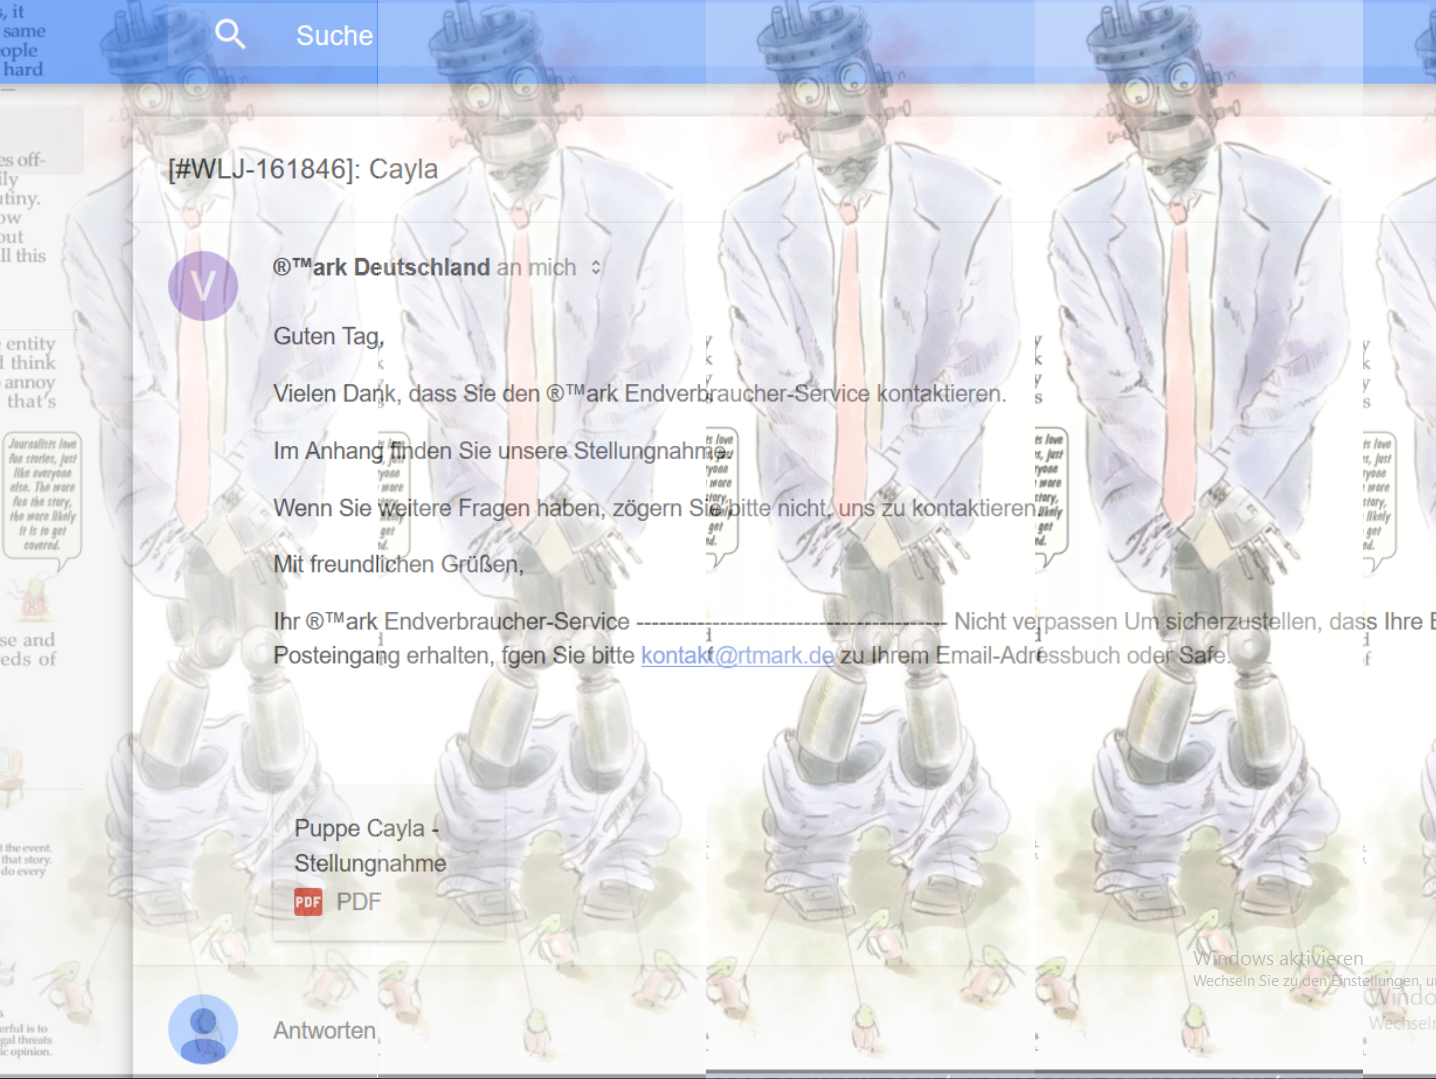 s, it
same
eople
hard
Suche
es off-
ily
utiny.
ow
out
ll this
[#WLJ-161846]: Cayla
®™ark Deutschland an mich
Guten Tag,
entity
d think
annoy
that's
Vielen Dank, dass Sie den ®™ark Endverbraucher-Service kontaktieren.
Journalists love
fun stories, just
like everyone
else. The more
fun the story,
the more likely
it is to get
covered.
Im Anhang finden Sie unsere Stellungnahme.
Wenn Sie weitere Fragen haben, zögern Sie bitte nicht, uns zu kontaktieren.
Mit freundlichen Grüßen,
Ihr ®™ark Endverbraucher-Service ----------------------------------------- Nicht verpassen Um sicherzustellen, dass Ihre E
Posteingang erhalten, fgen Sie bitte kontakt@rtmark.de zu Ihrem Email-Adressbuch oder Safe.
se and
eds of
Puppe Cayla -
Stellungnahme
PDF PDF
t the event.
that story.
do every
Windows aktivieren
Wechseln Sie zu den Einstellungen, u
Windo
Wechseln
Antworten
erful is to
egal threats
ic opinion.